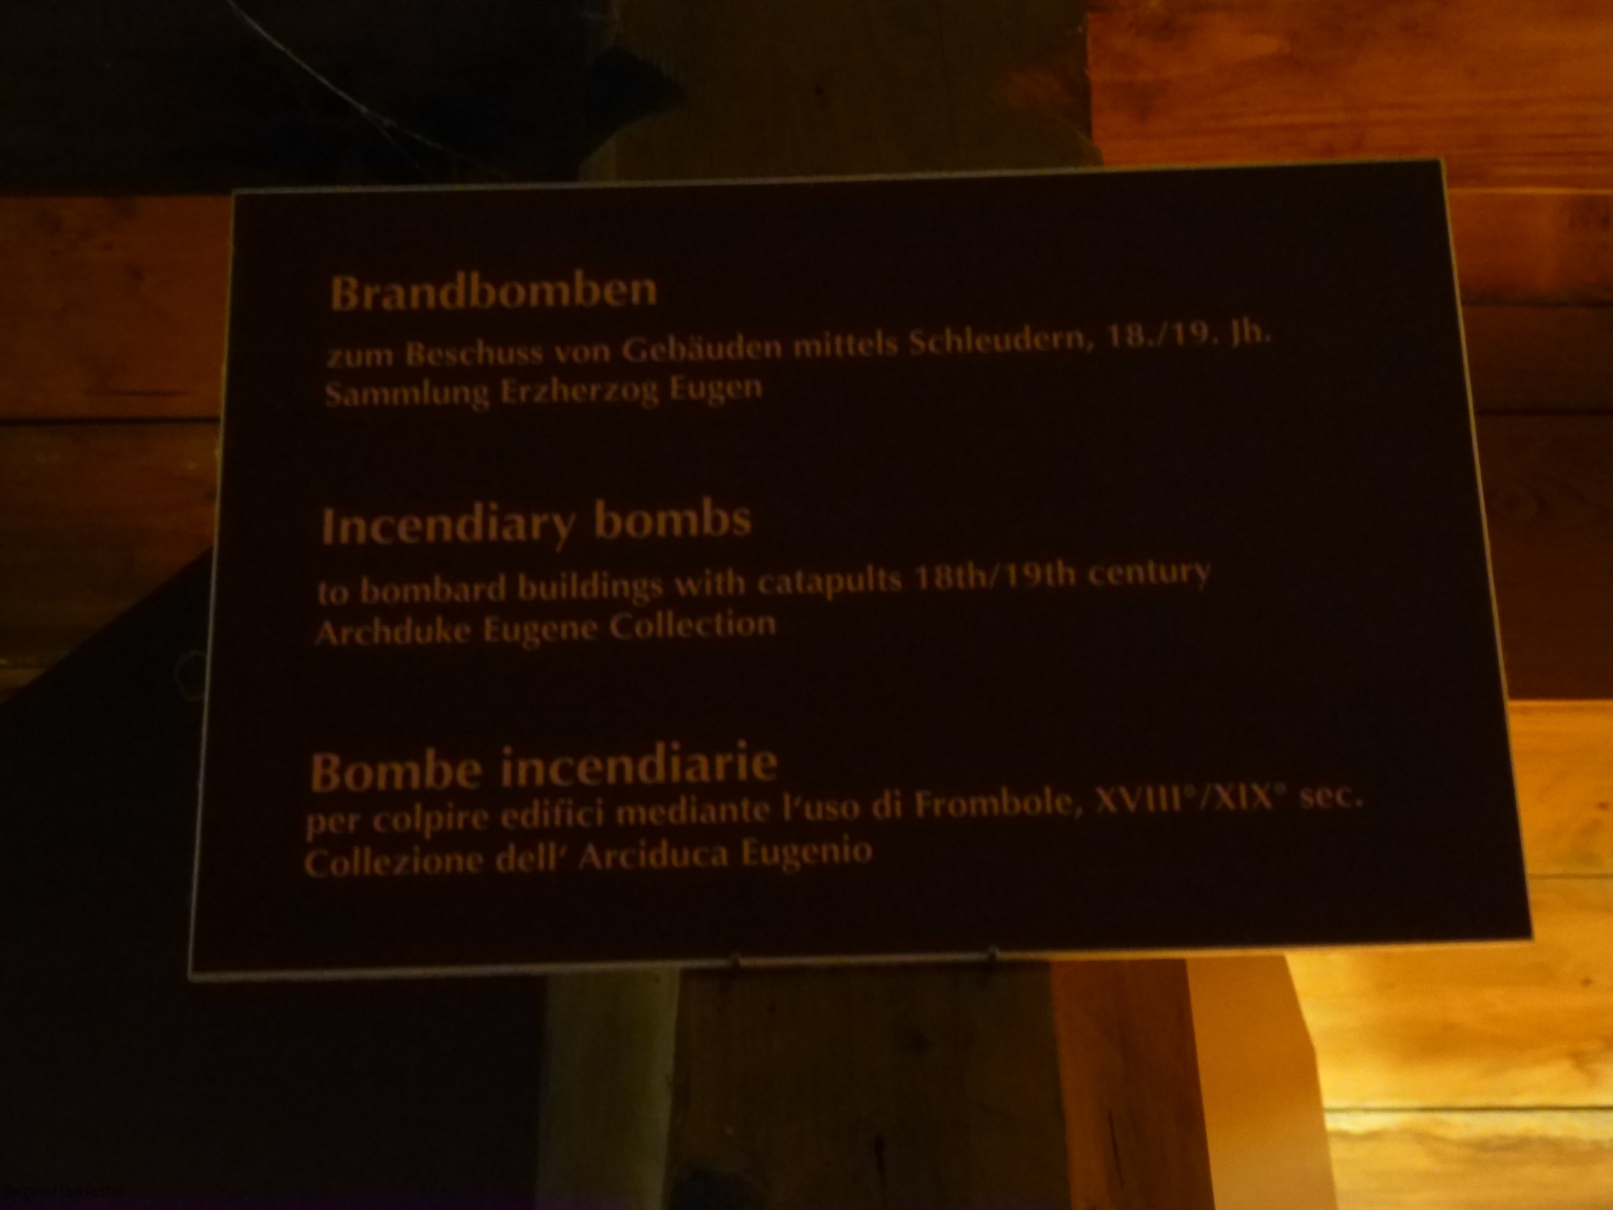 Brandbomben
zum Beschuss von Gebäuden mittels Schleudern, 18./19. Jh.
Sammlung Erzherzog Eugen
Incendiary bombs
to bombard buildings with catapults 18th/19th century
Archduke Eugene Collection
Bombe incendiarie
per colpire edifici mediante l‘uso di Frombole, XVIII°/XIX° sec.
Collezione dell‘ Arciduca Eugenio